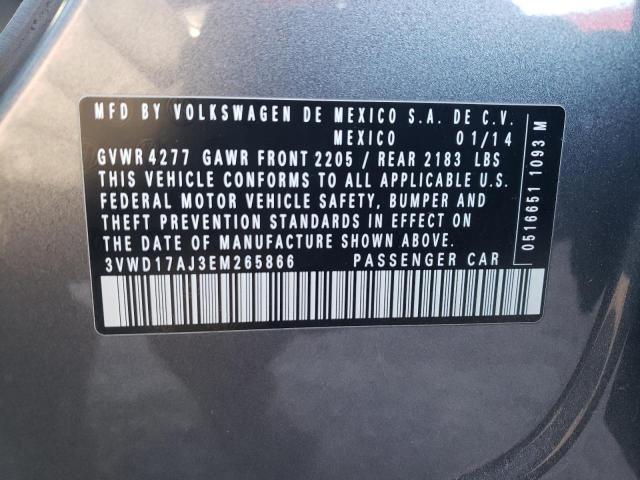 MFD BY VOLKSWAGEN DE MEXICO S.A. DE C.V.
MEXICO 01/14
GVWR 4277 GAWR FRONT 2205 / REAR 2183 LBS
THIS VEHICLE CONFORMS TO ALL APPLICABLE U.S.
FEDERAL MOTOR VEHICLE SAFETY, BUMPER AND
THEFT PREVENTION STANDARDS IN EFFECT ON
THE DATE OF MANUFACTURE SHOWN ABOVE.
3VWD17AJ3EM265866 PASSENGER CAR
0516651 1093 M